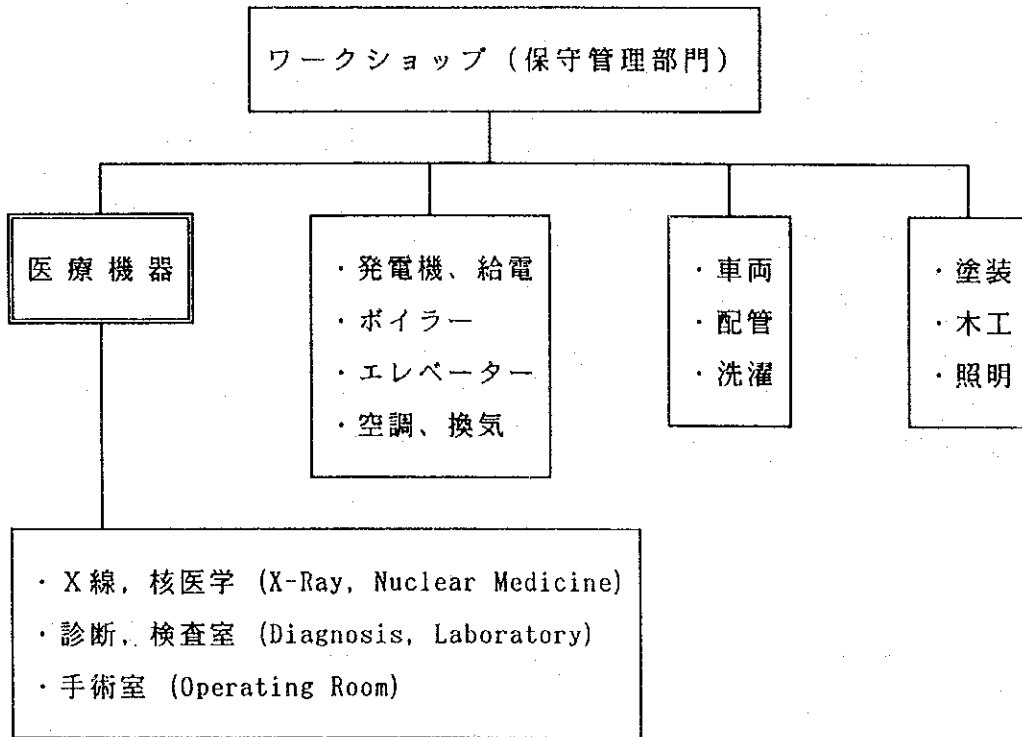 ワークショップ (保守管理部門)
医療機器
・発電機、給電
・ボイラー
・エレベーター
・空調、換気
・車両
・配管
・洗濯
・塗装
・木工
・照明
・X線, 核医学 (X-Ray, Nuclear Medicine)
・診断, 検査室 (Diagnosis, Laboratory)
・手術室 (Operating Room)